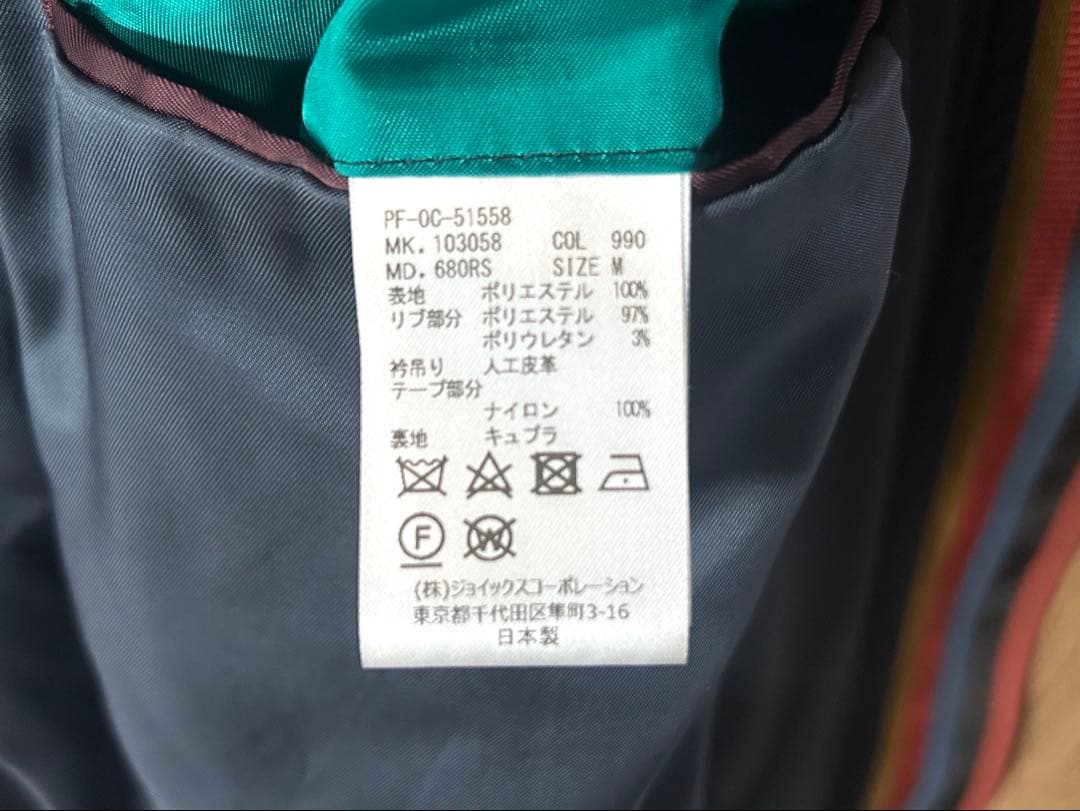 PF-0C-51558
MK. 103058 COL 990
MD. 680RS SIZE M
表地 ポリエステル 100%
リブ部分 ポリエステル 97%
ポリウレタン 3%
衿吊り 人工皮革
テープ部分
ナイロン 100%
裏地 キュプラ
F W
(株)ジョイックスコーポレーション
東京都千代田区隼町3-16
日本製